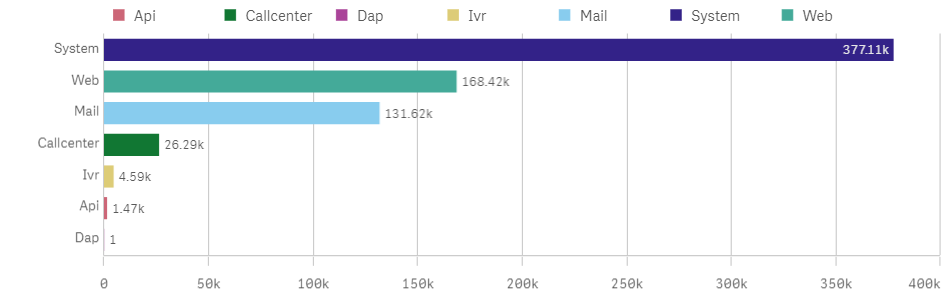 Api Callcenter Dap Ivr Mail System Web
System 377.11k
Web 168.42k
Mail 131.62k
Callcenter 26.29k
Ivr 4.59k
Api 1.47k
Dap 1
0 50k 100k 150k 200k 250k 300k 350k 400k